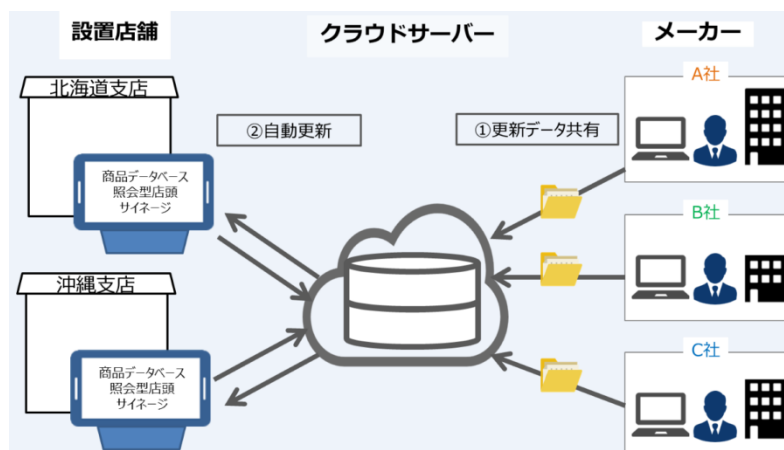 設置店舗
クラウドサーバー
メーカー
北海道支店
②自動更新
①更新データ共有
A社
商品データベース
照会型店頭
サイネージ
B社
沖縄支店
商品データベース
照会型店頭
サイネージ
C社